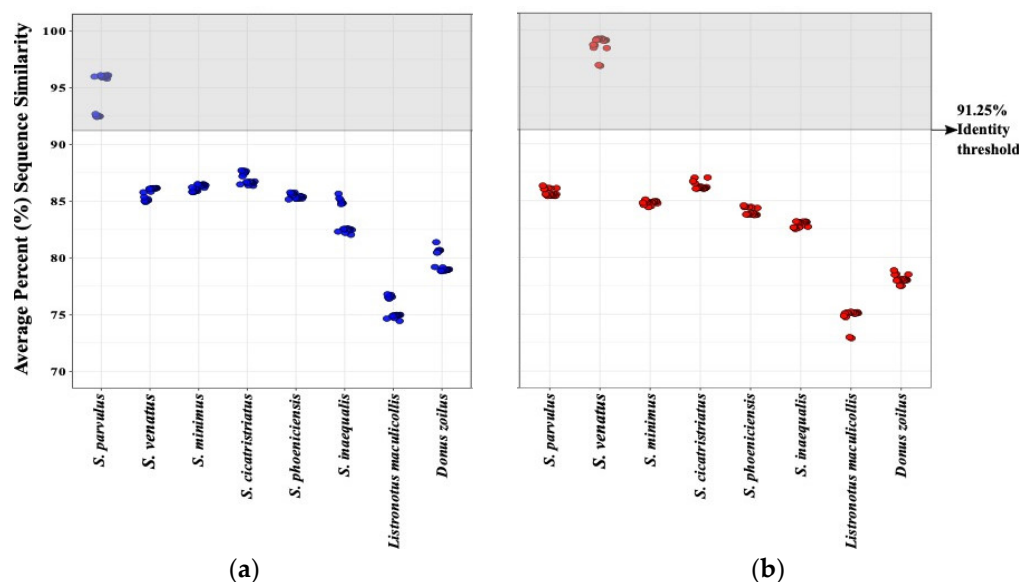 Average Percent (%) Sequence Similarity
100
95
90
85
80
75
70
91.25%
Identity
threshold
S. parvulus
S. venatus
S. minimus
S. cicatristriatus
S. phoeniciensis
S. inaequalis
Listronotus maculicollis
Donus zoilus
S. parvulus
S. venatus
S. minimus
S. cicatristriatus
S. phoeniciensis
S. inaequalis
Listronotus maculicollis
Donus zoilus
(a)
(b)